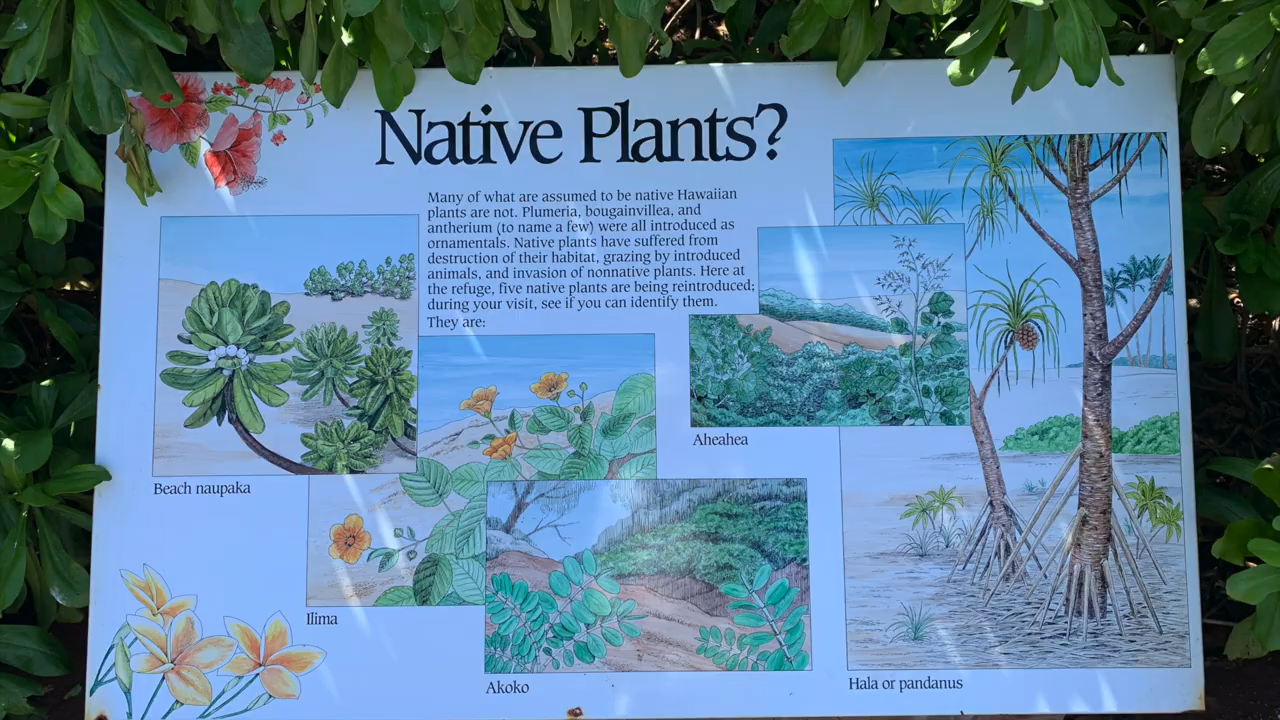 Native Plants?
Many of what are assumed to be native Hawaiian
plants are not. Plumeria, bougainvillea, and
antherium (to name a few) were all introduced as
ornamentals. Native plants have suffered from
destruction of their habitat, grazing by introduced
animals, and invasion of nonnative plants. Here at
the refuge, five native plants are being reintroduced;
during your visit, see if you can identify them.
They are:
Aheahea
Beach naupaka
Ilima
Akoko
Hala or pandanus